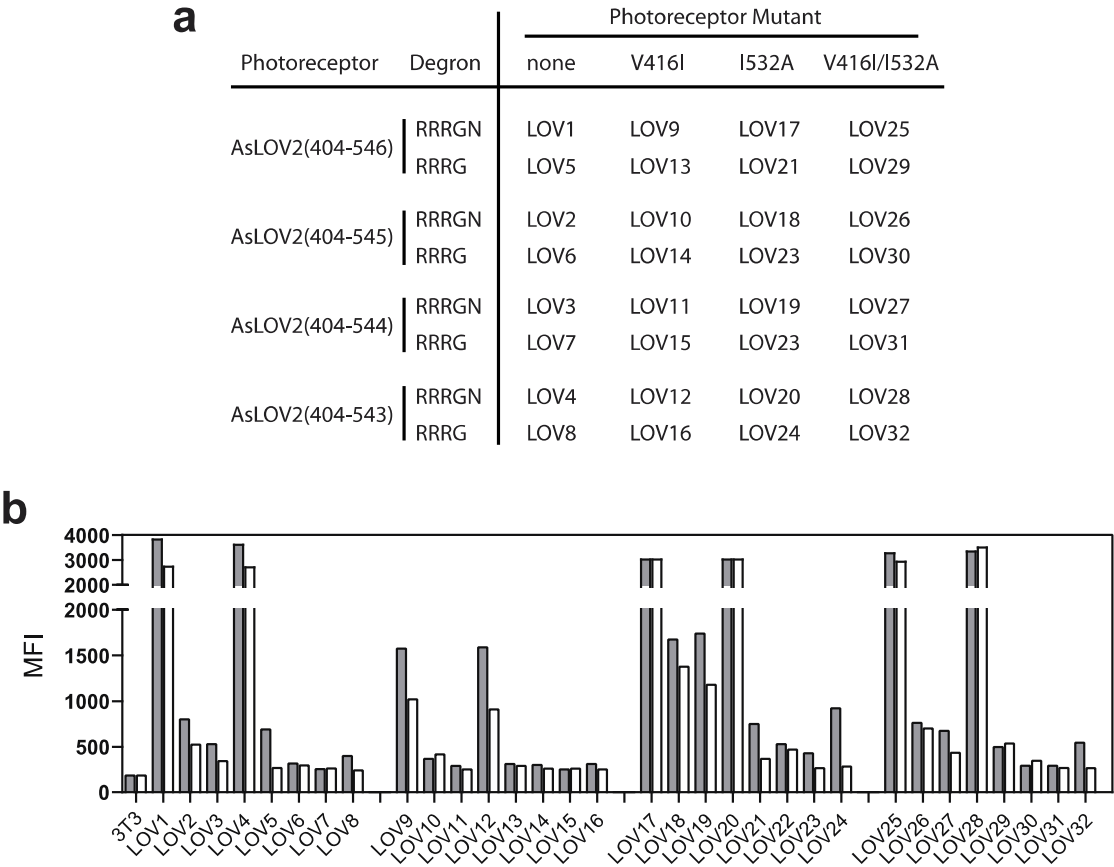 a
Photoreceptor Mutant
Photoreceptor Degron none V416I I532A V416I/I532A
AsLOV2(404-546)
RRRGN LOV1 LOV9 LOV17 LOV25
RRRG LOV5 LOV13 LOV21 LOV29
AsLOV2(404-545)
RRRGN LOV2 LOV10 LOV18 LOV26
RRRG LOV6 LOV14 LOV23 LOV30
AsLOV2(404-544)
RRRGN LOV3 LOV11 LOV19 LOV27
RRRG LOV7 LOV15 LOV23 LOV31
AsLOV2(404-543)
RRRGN LOV4 LOV12 LOV20 LOV28
RRRG LOV8 LOV16 LOV24 LOV32
b
MFI
4000
3000
2000
2000
1500
1000
500
0
3T3 LOV1 LOV2 LOV3 LOV4 LOV5 LOV6 LOV7 LOV8 LOV9 LOV10 LOV11 LOV12 LOV13 LOV14 LOV15 LOV16 LOV17 LOV18 LOV19 LOV20 LOV21 LOV22 LOV23 LOV24 LOV25 LOV26 LOV27 LOV28 LOV29 LOV30 LOV31 LOV32